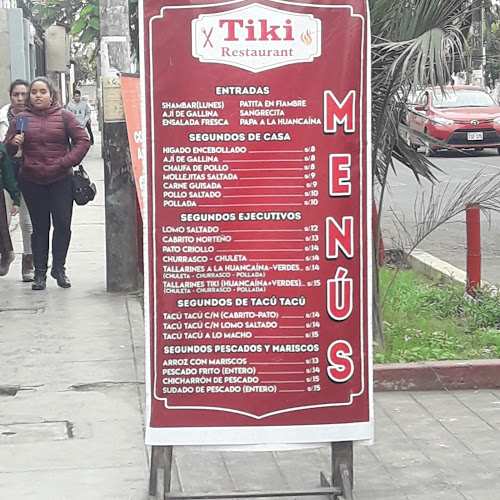 Tiki
Restaurant
ENTRADAS
SHAMBAR(LUNES) PATITA EN FIAMBRE
AJÍ DE GALLINA SANGRECITA
ENSALADA FRESCA PAPA A LA HUANCAÍNA
SEGUNDOS DE CASA
HIGADO ENCEBOLLADO S/.8
AJÍ DE GALLINA S/.8
CHAUFA DE POLLO S/.8
MOLLEJITAS SALTADA S/.9
CARNE GUISADA S/.9
POLLO SALTADO S/.10
POLLADA S/.10
SEGUNDOS EJECUTIVOS
LOMO SALTADO S/.12
CABRITO NORTEÑO S/.13
PATO CRIOLLO S/.14
CHURRASCO - CHULETA S/.14
TALLARINES A LA HUANCAINA-VERDES S/.14
(CHULETA - CHURRASCO - POLLADA)
TALLARINES TIKI (HUANCAINA+VERDES) S/.15
(CHULETA - CHURRASCO - POLLADA)
SEGUNDOS DE TACÚ TACÚ
TACÚ TACÚ C/N (CABRITO-PATO) S/.14
TACÚ TACÚ C/N LOMO SALTADO S/.14
TACÚ TACÚ A LO MACHO S/.15
SEGUNDOS PESCADOS Y MARISCOS
ARROZ CON MARISCOS S/.13
PESCADO FRITO (ENTERO) S/.14
CHICHARRÓN DE PESCADO S/.15
SUDADO DE PESCADO (ENTERO) S/.15
MENÚS